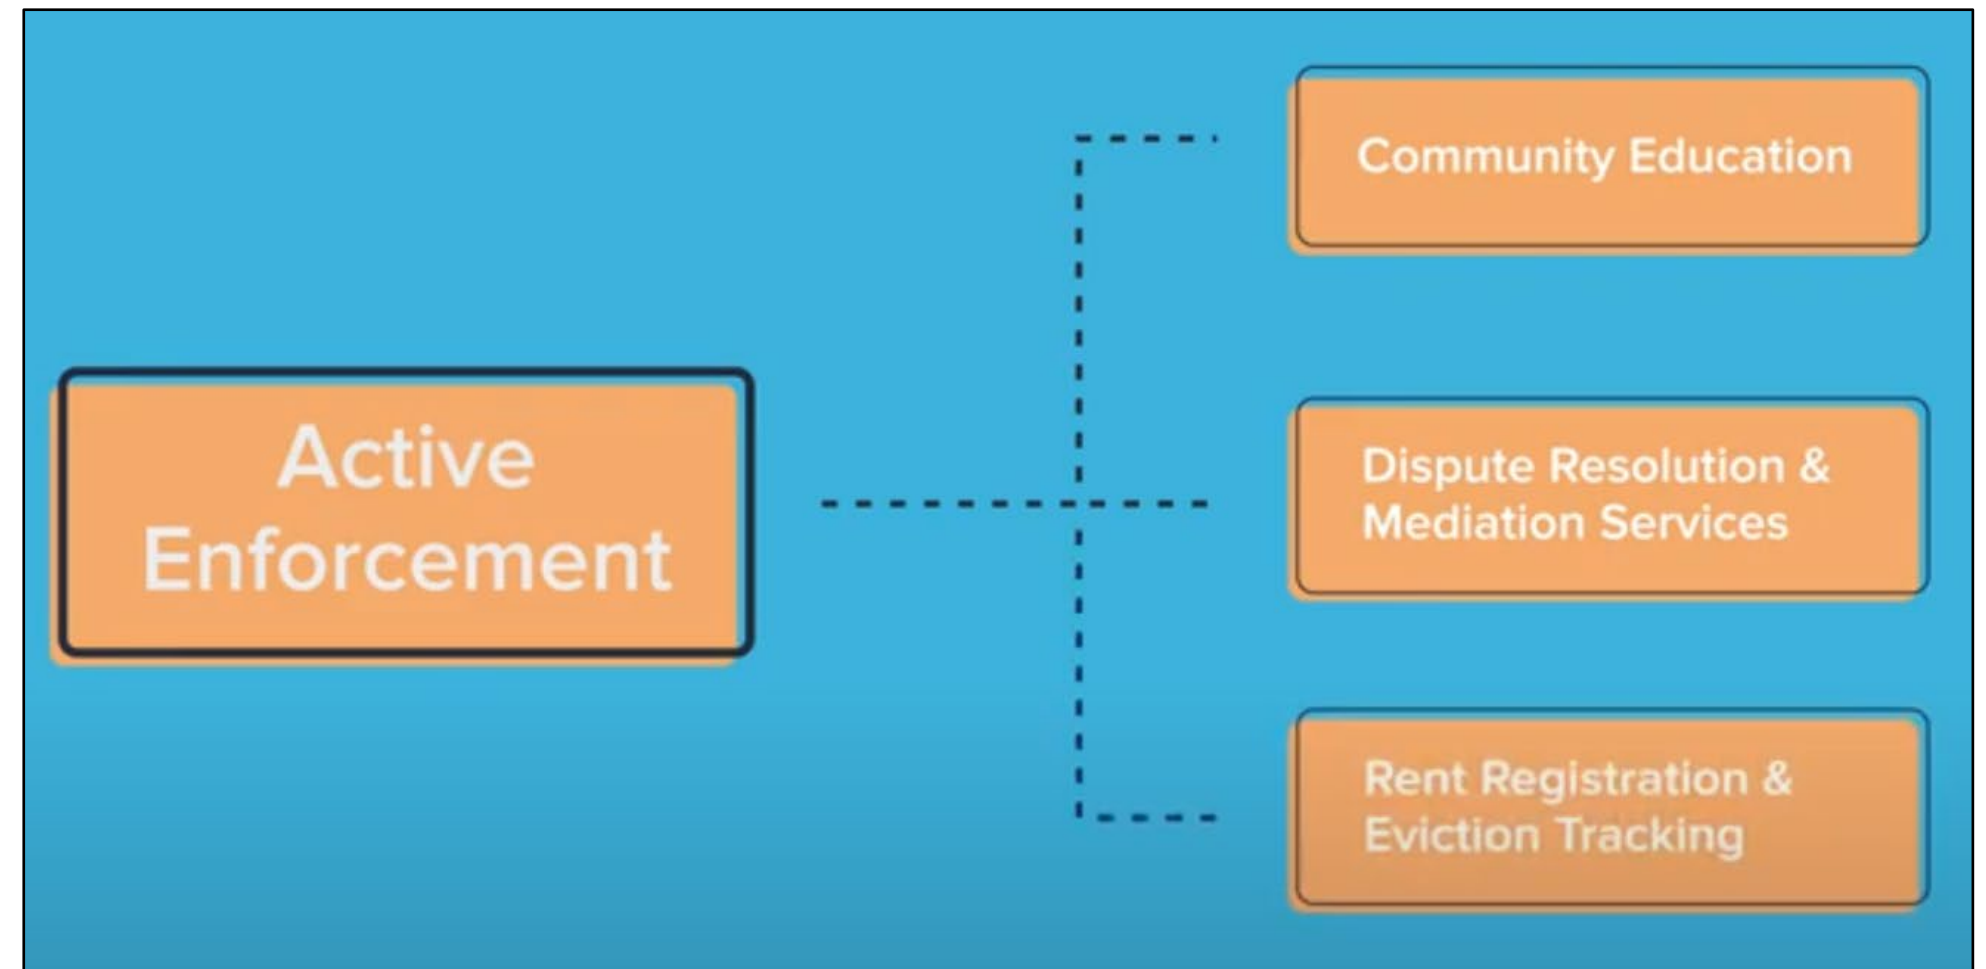 Active
Enforcement
Community Education
Dispute Resolution &
Mediation Services
Rent Registration &
Eviction Tracking